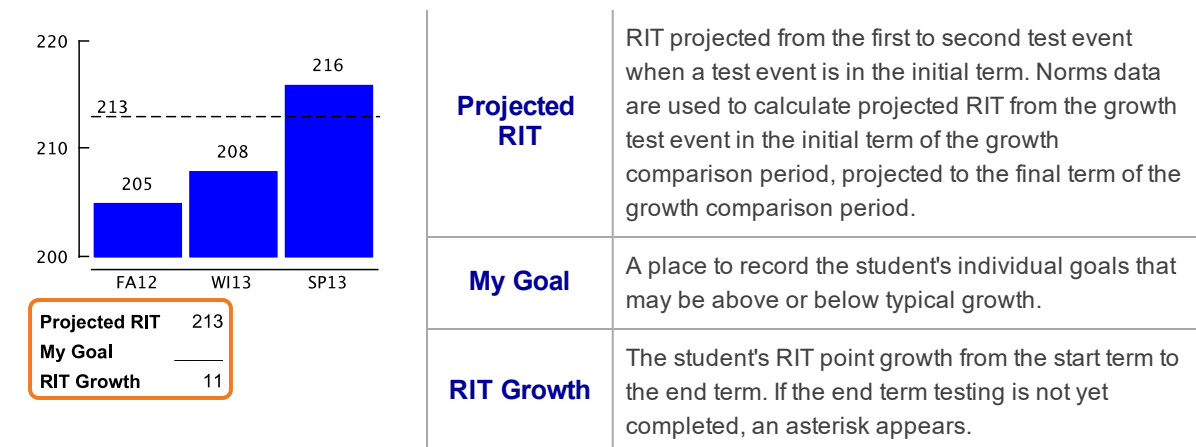 220
216
213
210
208
205
200
FA12 WI13 SP13
Projected RIT 213
My Goal
RIT Growth 11
Projected
RIT
RIT projected from the first to second test event
when a test event is in the initial term. Norms data
are used to calculate projected RIT from the growth
test event in the initial term of the growth
comparison period, projected to the final term of the
growth comparison period.
My Goal
A place to record the student's individual goals that
may be above or below typical growth.
RIT Growth
The student's RIT point growth from the start term to
the end term. If the end term testing is not yet
completed, an asterisk appears.